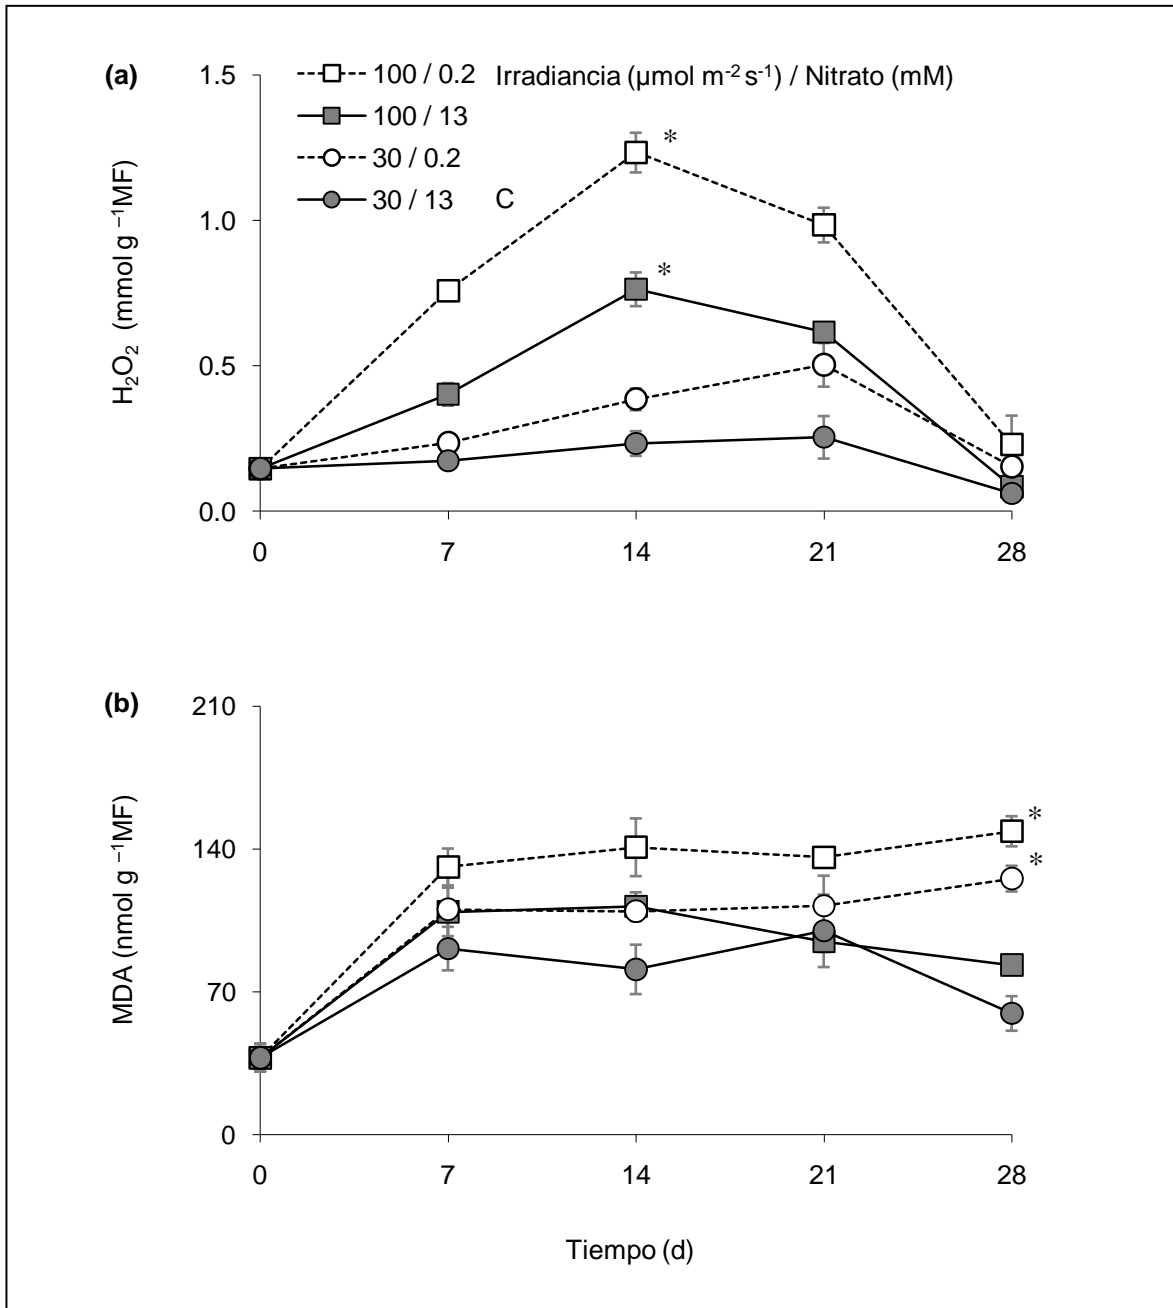 (a)
1.5
100 / 0.2 Irradiancia (µmol m⁻² s⁻¹) / Nitrato (mM)
100 / 13
30 / 0.2
30 / 13 C
*
*
1.0
0.5
0.0
H₂O₂ (mmol g ⁻¹MF)
0 7 14 21 28
(b)
210
140
70
0
*
*
MDA (nmol g ⁻¹MF)
0 7 14 21 28
Tiempo (d)